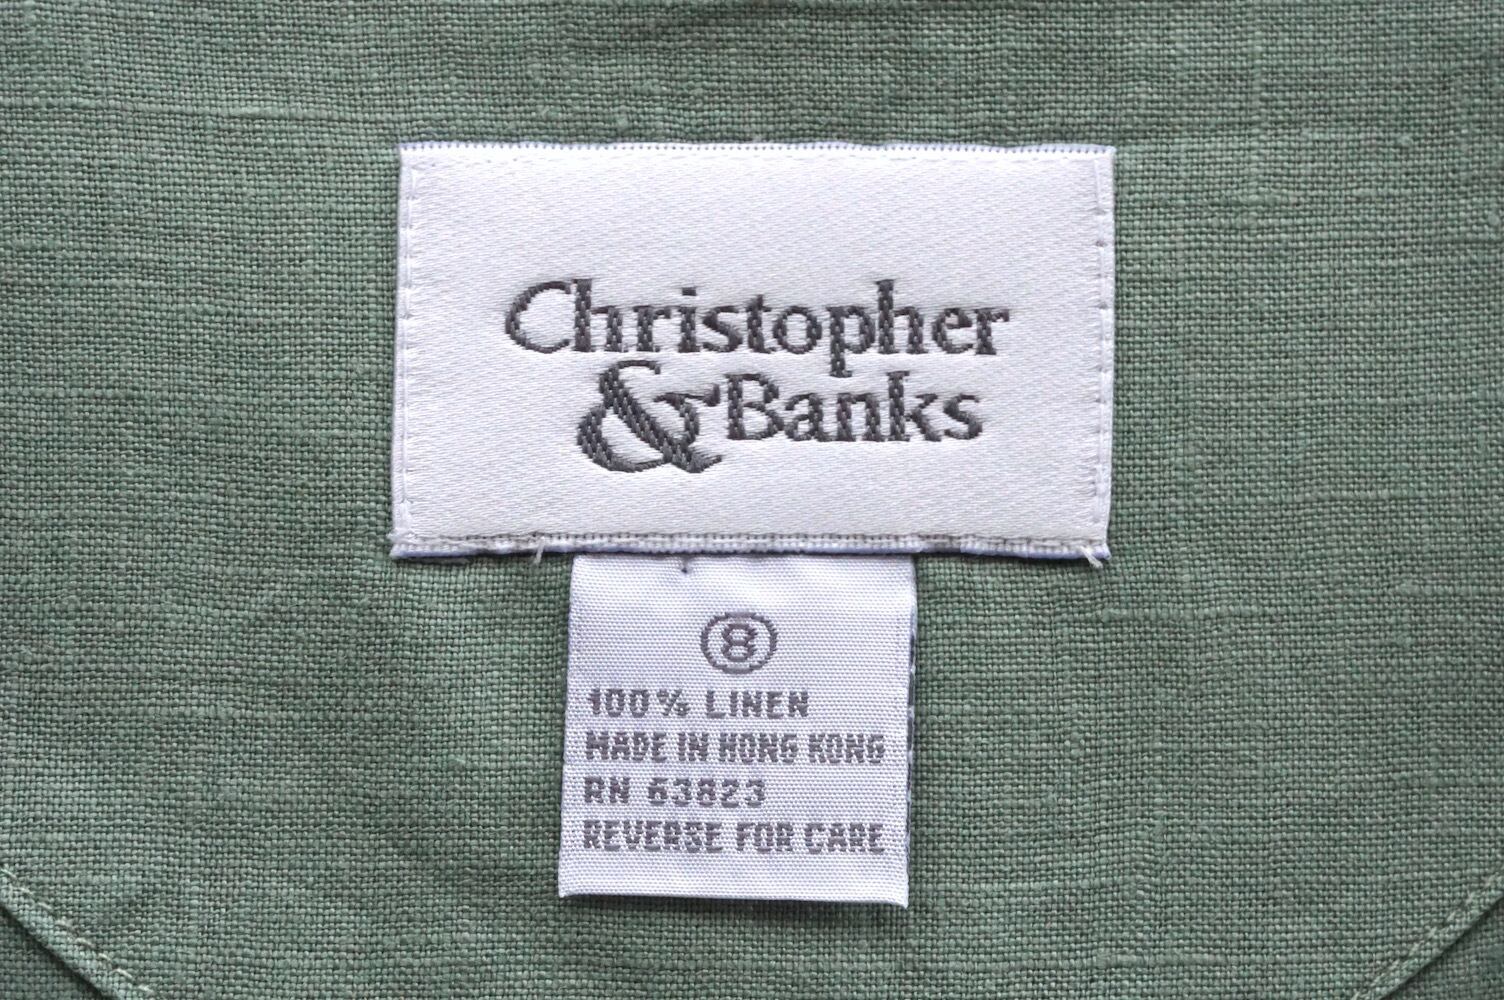 Christopher
& Banks
8
100% LINEN
MADE IN HONG KONG
RN 63823
REVERSE FOR CARE